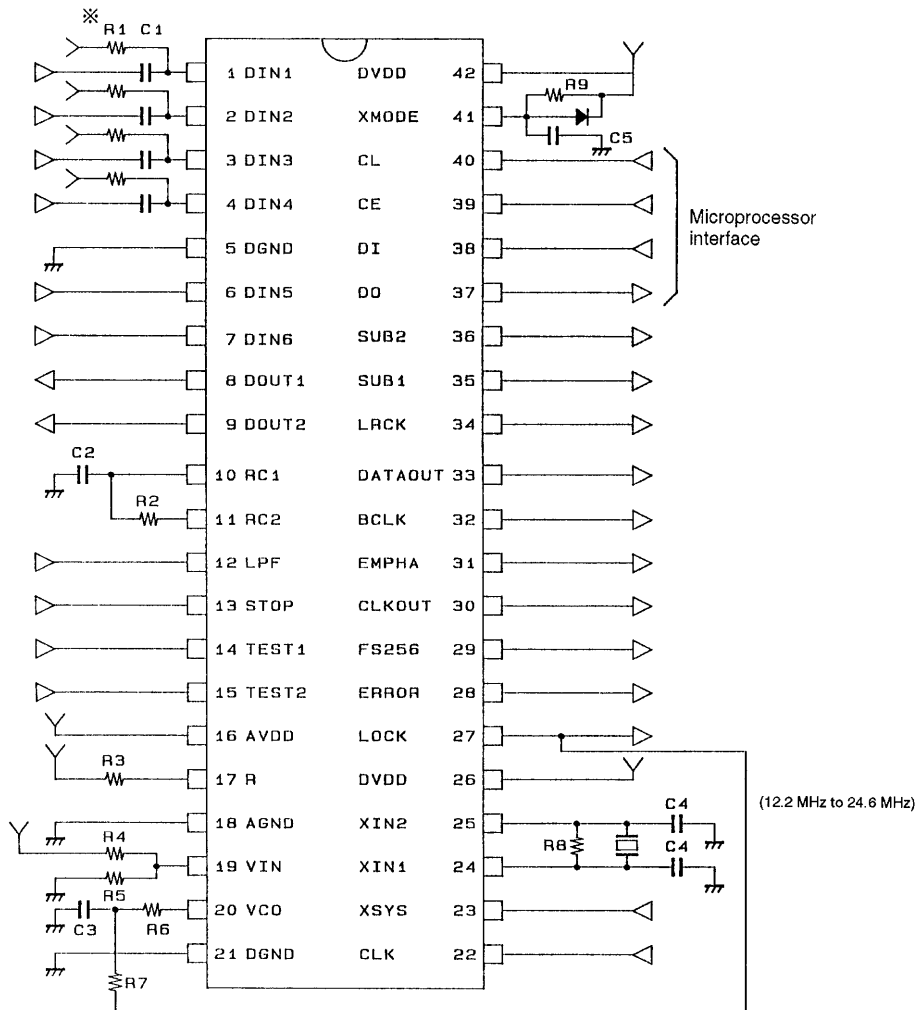 ※
R1 C1
1 DIN1 DVDD 42
R9
2 DIN2 XMODE 41
C5
3 DIN3 CL 40
4 DIN4 CE 39
Microprocessor
interface
5 DGND DI 38
6 DIN5 DO 37
7 DIN6 SUB2 36
8 DOUT1 SUB1 35
9 DOUT2 LRCK 34
C2
10 RC1 DATAOUT 33
R2
11 RC2 BCLK 32
12 LPF EMPHA 31
13 STOP CLKOUT 30
14 TEST1 FS256 29
15 TEST2 ERROR 28
16 AVDD LOCK 27
R3
17 R DVDD 26
(12.2 MHz to 24.6 MHz)
18 AGND XIN2 25
C4
R4
R8
C4
19 VIN XIN1 24
R5
20 VCO XSYS 23
C3 R6
21 DGND CLK 22
R7